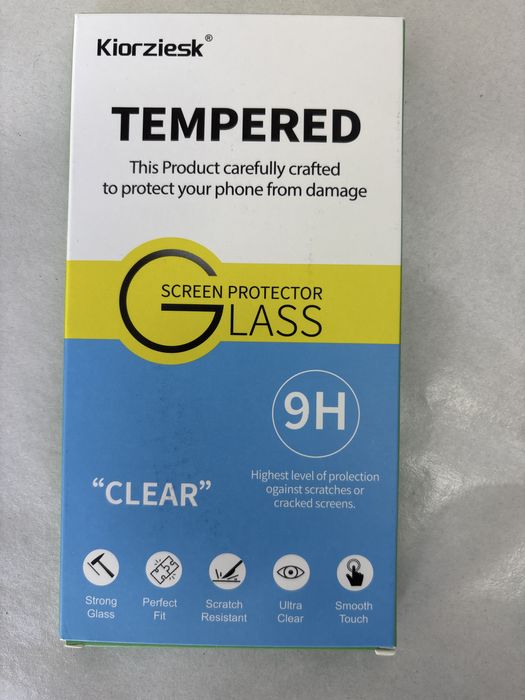 Kiorziesk®
TEMPERED
This Product carefully crafted
to protect your phone from damage
SCREEN PROTECTOR
GLASS
9H
Highest level of prolection
against scratches or
cracked screens.
“CLEAR”
Strong
Glass
Perfect
Fit
Scratch
Resistant
Ultra
Clear
Smooth
Touch